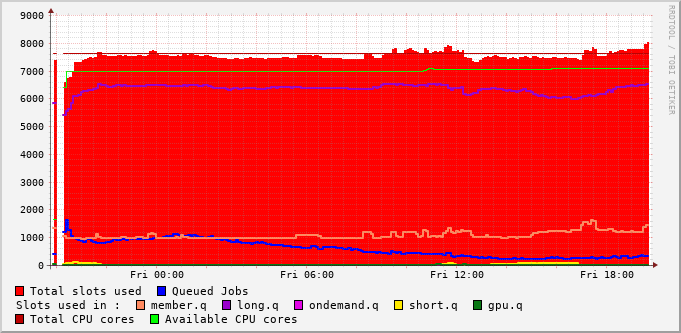 9000
8000
7000
6000
5000
4000
3000
2000
1000
0
Fri 00:00 Fri 06:00 Fri 12:00 Fri 18:00
Total slots used Queued Jobs
Slots used in : member.q long.q ondemand.q short.q gpu.q
Total CPU cores Available CPU cores
RRDTOOL / TOBI OETIKER